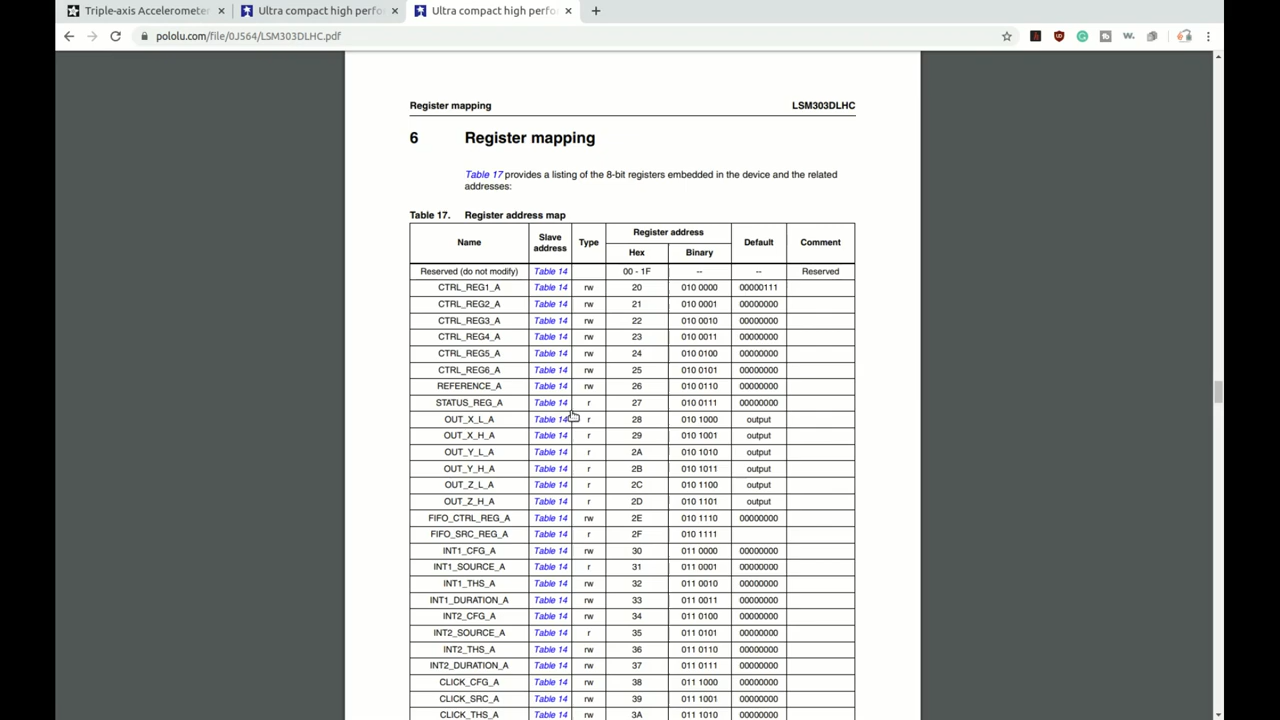 Triple-axis Accelerometer
Ultra compact high perfo
Ultra compact high perfo
pololu.com/file/0J564/LSM303DLHC.pdf
Register mapping LSM303DLHC
6 Register mapping
Table 17 provides a listing of the 8-bit registers embedded in the device and the related
addresses:
Table 17. Register address map
Name Slave address Type Register address Default Comment
Hex Binary
Reserved (do not modify) Table 14 00 - 1F -- -- Reserved
CTRL_REG1_A Table 14 rw 20 010 0000 00000111
CTRL_REG2_A Table 14 rw 21 010 0001 00000000
CTRL_REG3_A Table 14 rw 22 010 0010 00000000
CTRL_REG4_A Table 14 rw 23 010 0011 00000000
CTRL_REG5_A Table 14 rw 24 010 0100 00000000
CTRL_REG6_A Table 14 rw 25 010 0101 00000000
REFERENCE_A Table 14 rw 26 010 0110 00000000
STATUS_REG_A Table 14 r 27 010 0111 00000000
OUT_X_L_A Table 14 r 28 010 1000 output
OUT_X_H_A Table 14 r 29 010 1001 output
OUT_Y_L_A Table 14 r 2A 010 1010 output
OUT_Y_H_A Table 14 r 2B 010 1011 output
OUT_Z_L_A Table 14 r 2C 010 1100 output
OUT_Z_H_A Table 14 r 2D 010 1101 output
FIFO_CTRL_REG_A Table 14 rw 2E 010 1110 00000000
FIFO_SRC_REG_A Table 14 r 2F 010 1111
INT1_CFG_A Table 14 rw 30 011 0000 00000000
INT1_SOURCE_A Table 14 r 31 011 0001 00000000
INT1_THS_A Table 14 rw 32 011 0010 00000000
INT1_DURATION_A Table 14 rw 33 011 0011 00000000
INT2_CFG_A Table 14 rw 34 011 0100 00000000
INT2_SOURCE_A Table 14 r 35 011 0101 00000000
INT2_THS_A Table 14 rw 36 011 0110 00000000
INT2_DURATION_A Table 14 rw 37 011 0111 00000000
CLICK_CFG_A Table 14 rw 38 011 1000 00000000
CLICK_SRC_A Table 14 rw 39 011 1001 00000000
CLICK_THS_A Table 14 rw 3A 011 1010 00000000